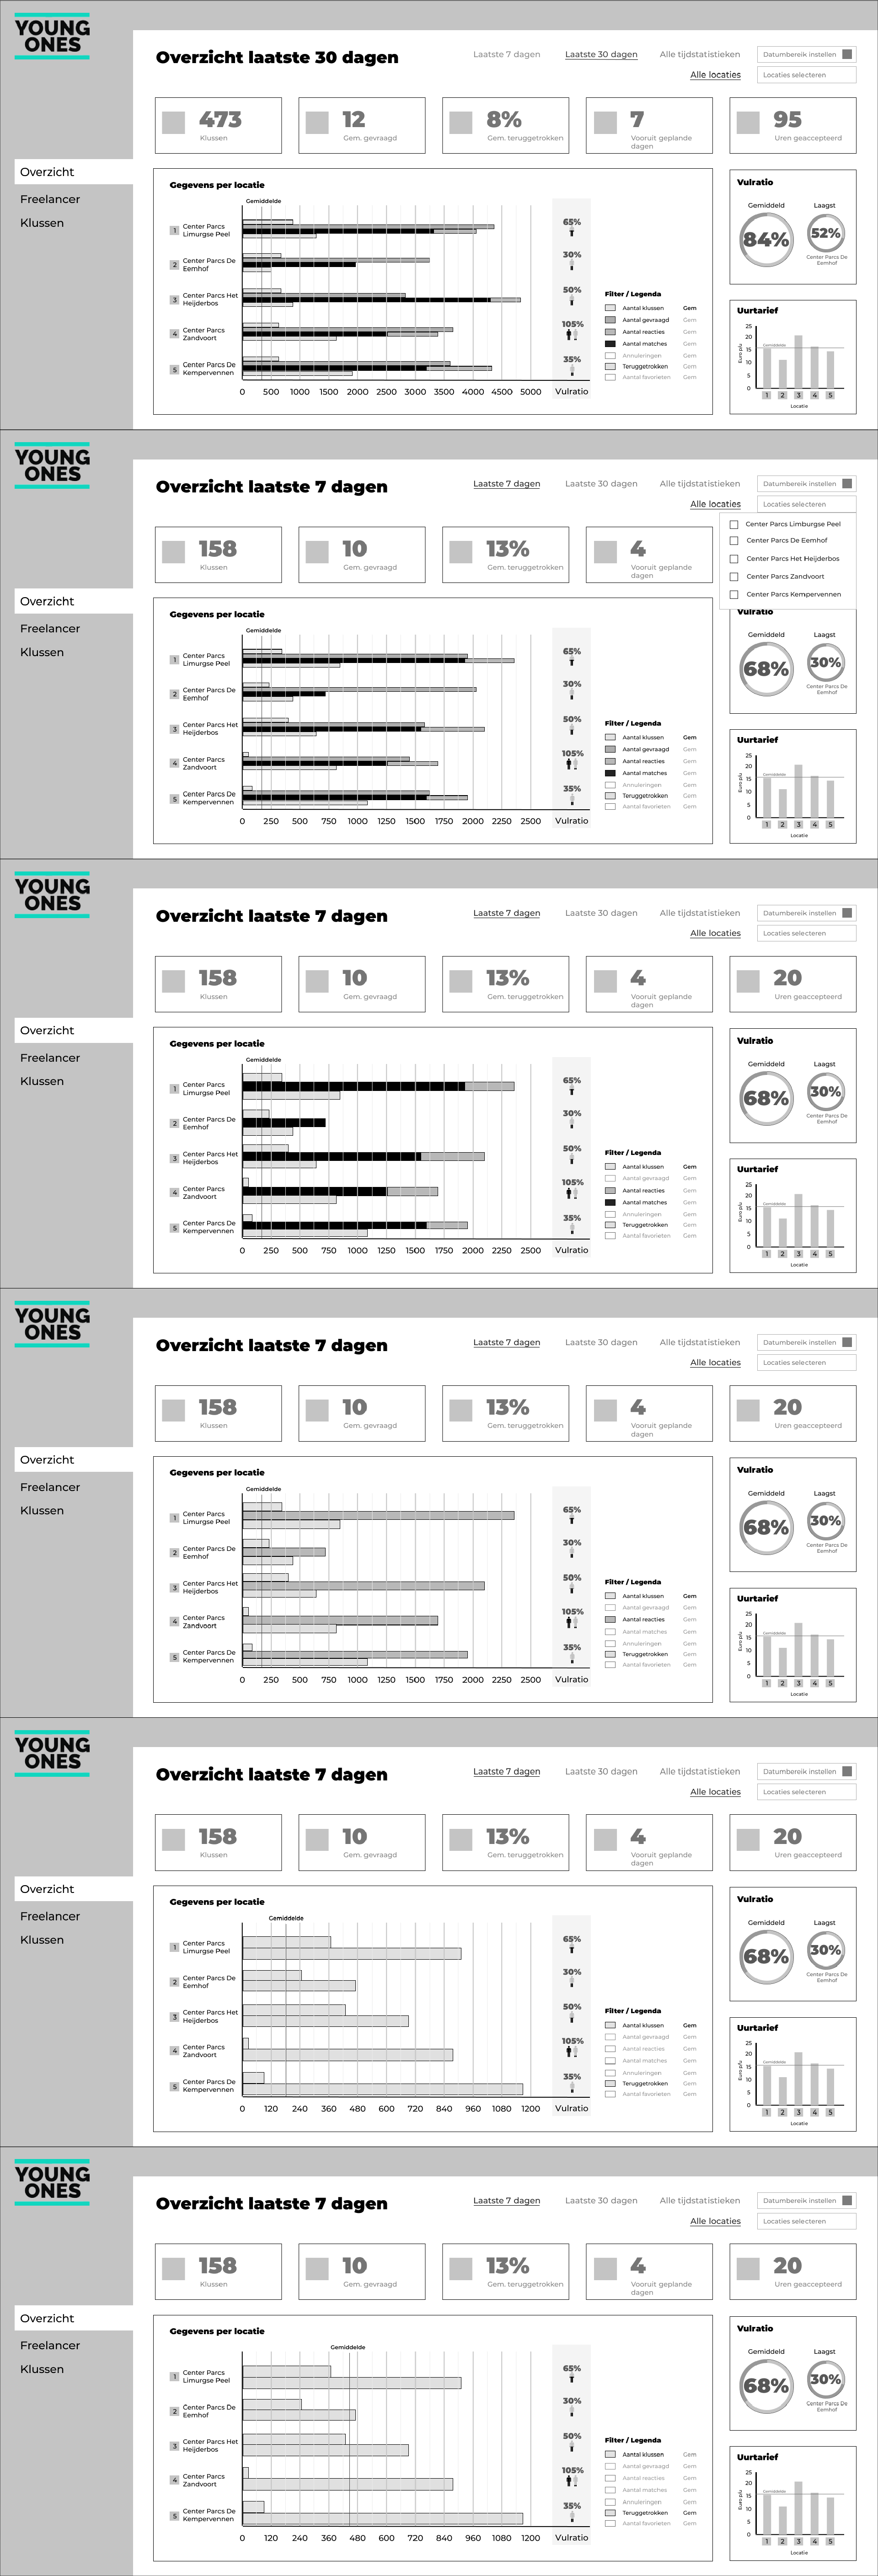 YOUNG
ONES
Overzicht
Freelancer
Klussen
Overzicht laatste 30 dagen
Laatste 7 dagen
Laatste 30 dagen
Alle tijdstatistieken
Datumbereik instellen
Alle locaties
Locaties selecteren
473
Klussen
12
Gem. gevraagd
8%
Gem. teruggetrokken
7
Vooruit geplande
dagen
95
Uren geaccepteerd
Gegevens per locatie
Gemiddelde
1 Center Parcs
Limurgse Peel
65%
2 Center Parcs De
Eemhof
30%
3 Center Parcs Het
Heijderbos
50%
4 Center Parcs
Zandvoort
105%
5 Center Parcs De
Kempervennen
35%
0 500 1000 1500 2000 2500 3000 3500 4000 4500 5000 Vulratio
Filter / Legenda
Aantal klussen Gem
Aantal gevraagd Gem
Aantal reacties Gem
Aantal matches Gem
Annuleringen Gem
Teruggetrokken Gem
Aantal favorieten Gem
Vulratio
Gemiddeld Laagst
84% 52%
Center Parcs De
Eemhof
Uurtarief
Euro p/u
25
20
15
10
5
0
Gemiddelde
1 2 3 4 5
Locatie
YOUNG
ONES
Overzicht
Freelancer
Klussen
Overzicht laatste 7 dagen
Laatste 7 dagen
Laatste 30 dagen
Alle tijdstatistieken
Datumbereik instellen
Alle locaties
Locaties selecteren
Center Parcs Limburgse Peel
Center Parcs De Eemhof
Center Parcs Het Heijderbos
Center Parcs Zandvoort
Center Parcs Kempervennen
158
Klussen
10
Gem. gevraagd
13%
Gem. teruggetrokken
4
Vooruit geplande
dagen
Gegevens per locatie
Gemiddelde
1 Center Parcs
Limurgse Peel
65%
2 Center Parcs De
Eemhof
30%
3 Center Parcs Het
Heijderbos
50%
4 Center Parcs
Zandvoort
105%
5 Center Parcs De
Kempervennen
35%
0 250 500 750 1000 1250 1500 1750 2000 2250 2500 Vulratio
Filter / Legenda
Aantal klussen Gem
Aantal gevraagd Gem
Aantal reacties Gem
Aantal matches Gem
Annuleringen Gem
Teruggetrokken Gem
Aantal favorieten Gem
Vulratio
Gemiddeld Laagst
68% 30%
Center Parcs De
Eemhof
Uurtarief
Euro p/u
25
20
15
10
5
0
Gemiddelde
1 2 3 4 5
Locatie
YOUNG
ONES
Overzicht
Freelancer
Klussen
Overzicht laatste 7 dagen
Laatste 7 dagen
Laatste 30 dagen
Alle tijdstatistieken
Datumbereik instellen
Alle locaties
Locaties selecteren
158
Klussen
10
Gem. gevraagd
13%
Gem. teruggetrokken
4
Vooruit geplande
dagen
20
Uren geaccepteerd
Gegevens per locatie
Gemiddelde
1 Center Parcs
Limurgse Peel
65%
2 Center Parcs De
Eemhof
30%
3 Center Parcs Het
Heijderbos
50%
4 Center Parcs
Zandvoort
105%
5 Center Parcs De
Kempervennen
35%
0 250 500 750 1000 1250 1500 1750 2000 2250 2500 Vulratio
Filter / Legenda
Aantal klussen Gem
Aantal gevraagd Gem
Aantal reacties Gem
Aantal matches Gem
Annuleringen Gem
Teruggetrokken Gem
Aantal favorieten Gem
Vulratio
Gemiddeld Laagst
68% 30%
Center Parcs De
Eemhof
Uurtarief
Euro p/u
25
20
15
10
5
0
Gemiddelde
1 2 3 4 5
Locatie
YOUNG
ONES
Overzicht
Freelancer
Klussen
Overzicht laatste 7 dagen
Laatste 7 dagen
Laatste 30 dagen
Alle tijdstatistieken
Datumbereik instellen
Alle locaties
Locaties selecteren
158
Klussen
10
Gem. gevraagd
13%
Gem. teruggetrokken
4
Vooruit geplande
dagen
20
Uren geaccepteerd
Gegevens per locatie
Gemiddelde
1 Center Parcs
Limurgse Peel
65%
2 Center Parcs De
Eemhof
30%
3 Center Parcs Het
Heijderbos
50%
4 Center Parcs
Zandvoort
105%
5 Center Parcs De
Kempervennen
35%
0 250 500 750 1000 1250 1500 1750 2000 2250 2500 Vulratio
Filter / Legenda
Aantal klussen Gem
Aantal gevraagd Gem
Aantal reacties Gem
Aantal matches Gem
Annuleringen Gem
Teruggetrokken Gem
Aantal favorieten Gem
Vulratio
Gemiddeld Laagst
68% 30%
Center Parcs De
Eemhof
Uurtarief
Euro p/u
25
20
15
10
5
0
Gemiddelde
1 2 3 4 5
Locatie
YOUNG
ONES
Overzicht
Freelancer
Klussen
Overzicht laatste 7 dagen
Laatste 7 dagen
Laatste 30 dagen
Alle tijdstatistieken
Datumbereik instellen
Alle locaties
Locaties selecteren
158
Klussen
10
Gem. gevraagd
13%
Gem. teruggetrokken
4
Vooruit geplande
dagen
20
Uren geaccepteerd
Gegevens per locatie
Gemiddelde
1 Center Parcs
Limurgse Peel
65%
2 Center Parcs De
Eemhof
30%
3 Center Parcs Het
Heijderbos
50%
4 Center Parcs
Zandvoort
105%
5 Center Parcs De
Kempervennen
35%
0 120 240 360 480 600 720 840 960 1080 1200 Vulratio
Filter / Legenda
Aantal klussen Gem
Aantal gevraagd Gem
Aantal reacties Gem
Aantal matches Gem
Annuleringen Gem
Teruggetrokken Gem
Aantal favorieten Gem
Vulratio
Gemiddeld Laagst
68% 30%
Center Parcs De
Eemhof
Uurtarief
Euro p/u
25
20
15
10
5
0
Gemiddelde
1 2 3 4 5
Locatie
YOUNG
ONES
Overzicht
Freelancer
Klussen
Overzicht laatste 7 dagen
Laatste 7 dagen
Laatste 30 dagen
Alle tijdstatistieken
Datumbereik instellen
Alle locaties
Locaties selecteren
158
Klussen
10
Gem. gevraagd
13%
Gem. teruggetrokken
4
Vooruit geplande
dagen
20
Uren geaccepteerd
Gegevens per locatie
Gemiddelde
1 Center Parcs
Limurgse Peel
65%
2 Center Parcs De
Eemhof
30%
3 Center Parcs Het
Heijderbos
50%
4 Center Parcs
Zandvoort
105%
5 Center Parcs De
Kempervennen
35%
0 120 240 360 480 600 720 840 960 1080 1200 Vulratio
Filter / Legenda
Aantal klussen Gem
Aantal gevraagd Gem
Aantal reacties Gem
Aantal matches Gem
Annuleringen Gem
Teruggetrokken Gem
Aantal favorieten Gem
Vulratio
Gemiddeld Laagst
68% 30%
Center Parcs De
Eemhof
Uurtarief
Euro p/u
25
20
15
10
5
0
Gemiddelde
1 2 3 4 5
Locatie